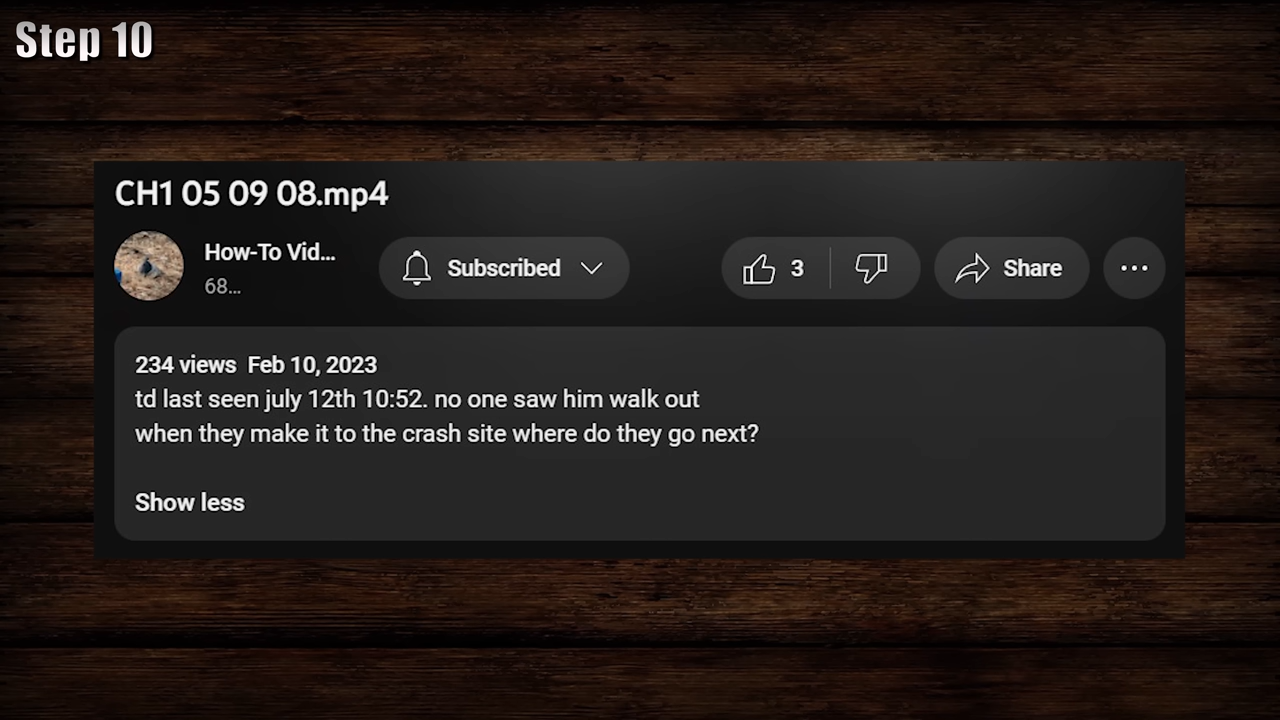 Step 10
CH1 05 09 08.mp4
How-To Vid...
68...
Subscribed
3
Share
234 views Feb 10, 2023
td last seen july 12th 10:52. no one saw him walk out
when they make it to the crash site where do they go next?
Show less